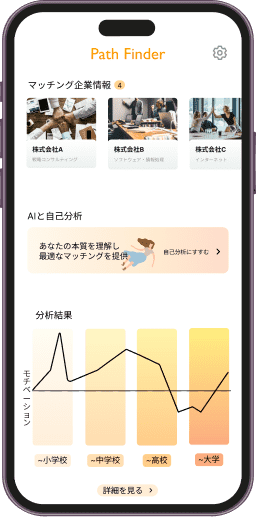 Path Finder
マッチング企業情報 4
株式会社A
戦略コンサルティング
株式会社B
ソフトウェア・情報処理
株式会社C
インターネット
AIと自己分析
あなたの本質を理解し
最適なマッチングを提供
自己分析にすすむ
分析結果
モチベーション
~小学校
~中学校
~高校
~大学
詳細を見る